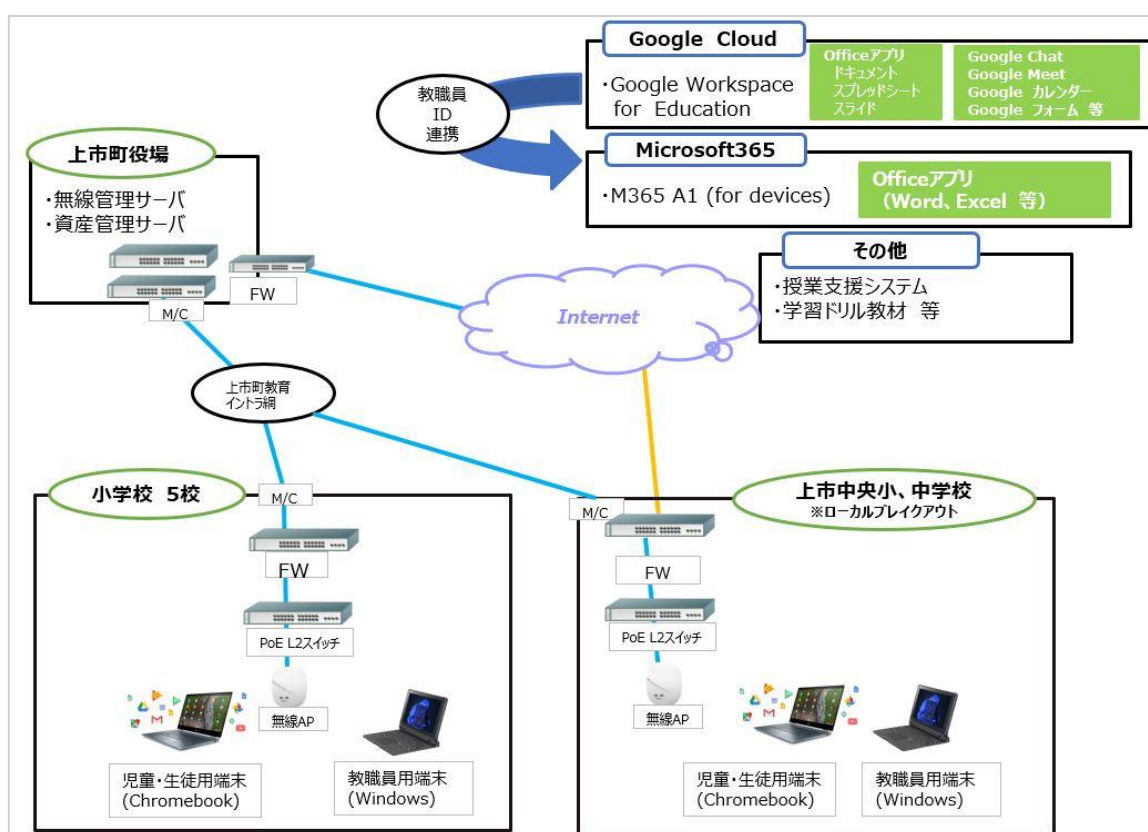 Google Cloud
・Google Workspace
for Education
Officeアプリ
ドキュメント
スプレッドシート
スライド
Google Chat
Google Meet
Google カレンダー
Google フォーム 等
教職員
ID
連携
Microsoft365
・M365 A1 (for devices)
Officeアプリ
（Word、Excel 等）
上市町役場
・無線管理サーバ
・資産管理サーバ
FW
M/C
その他
・授業支援システム
・学習ドリル教材 等
Internet
上市町教育
イントラ網
小学校 5校
M/C
FW
PoE L2スイッチ
無線AP
児童・生徒用端末
(Chromebook)
教職員用端末
(Windows)
上市中央小、中学校
※ローカルブレイクアウト
M/C
FW
PoE L2スイッチ
無線AP
児童・生徒用端末
(Chromebook)
教職員用端末
(Windows)